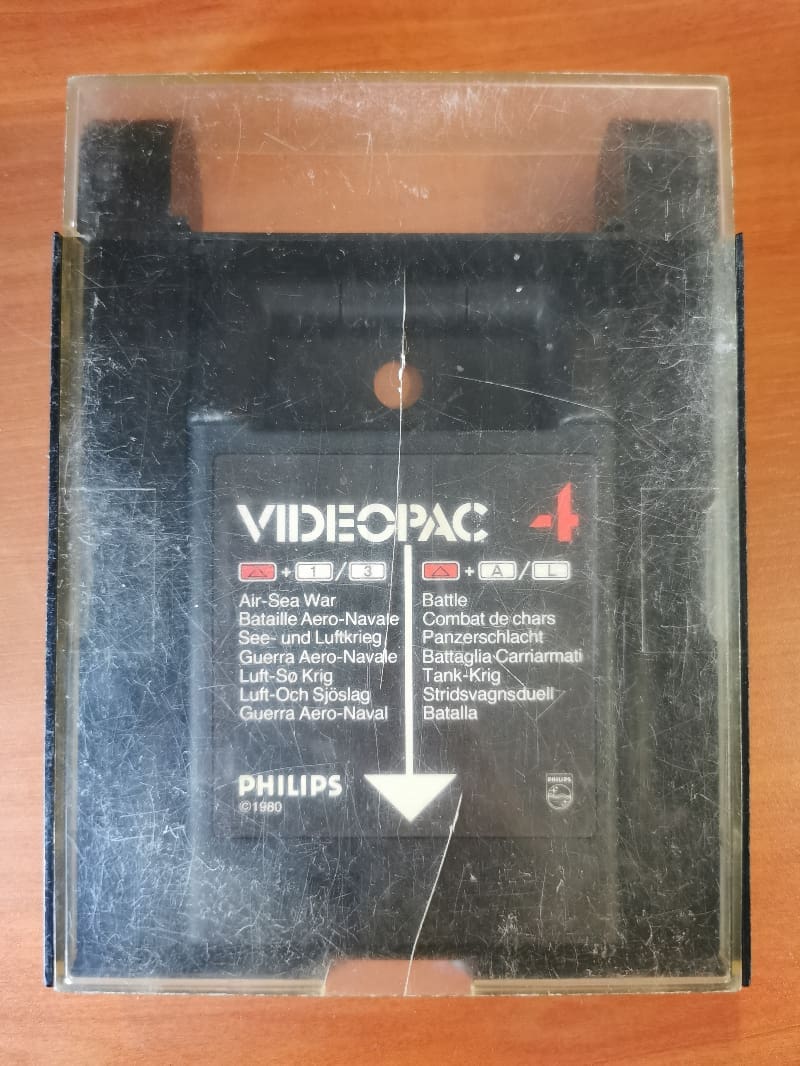 VIDEOPAC 4
△ + 1 / 3
Air-Sea War
Bataille Aero-Navale
See- und Luftkrieg
Guerra Aero-Navale
Luft-Sø Krig
Luft-Och Sjöslag
Guerra Aero-Naval
△ + A / L
Battle
Combat de chars
Panzerschlacht
Battaglia Carriarmati
Tank-Krig
Stridsvagnsduell
Batalla
PHILIPS
©1980
PHILIPS